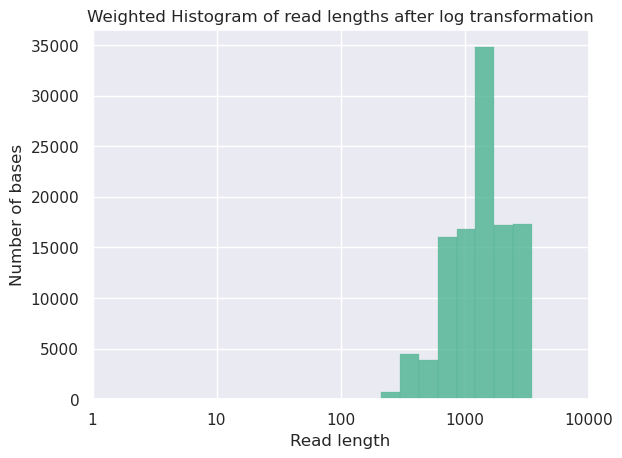 Weighted Histogram of read lengths after log transformation
35000
30000
25000
20000
15000
10000
5000
0
Number of bases
1 10 100 1000 10000
Read length